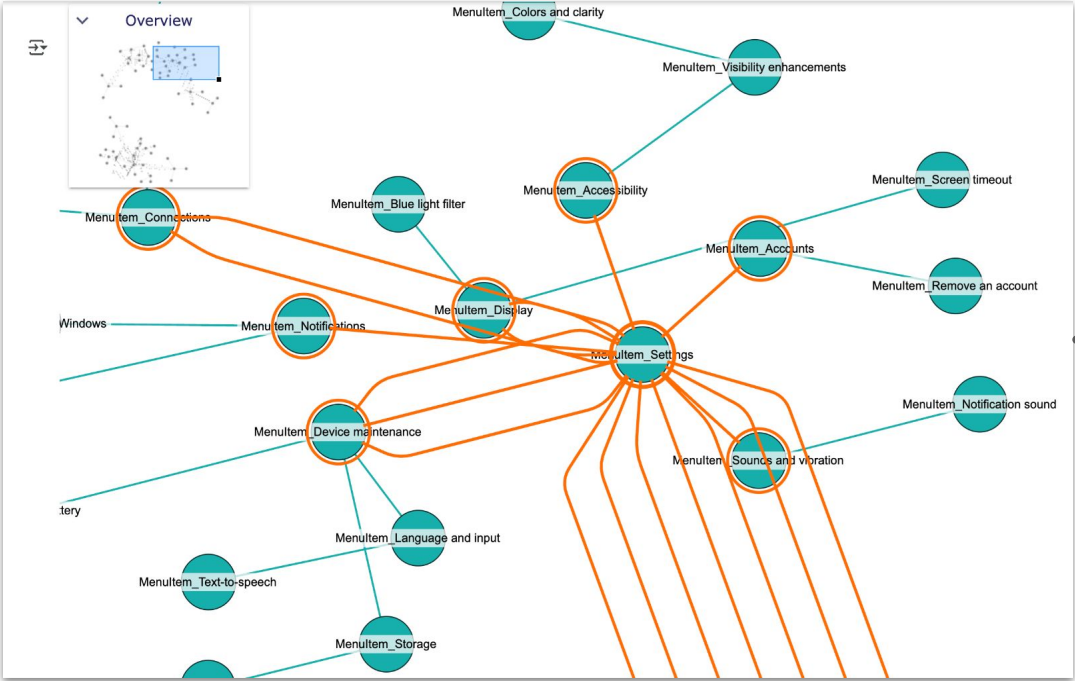 Overview
MenuItem_Colors and clarity
MenuItem_Visibility enhancements
MenuItem_Screen timeout
MenuItem_Accessibility
MenuItem_Blue light filter
MenuItem_Connections
MenuItem_Accounts
MenuItem_Remove an account
MenuItem_Display
Windows
MenuItem_Notifications
MenuItem_Settings
MenuItem_Notification sound
MenuItem_Device maintenance
MenuItem_Sounds and vibration
tery
MenuItem_Language and input
MenuItem_Text-to-speech
MenuItem_Storage